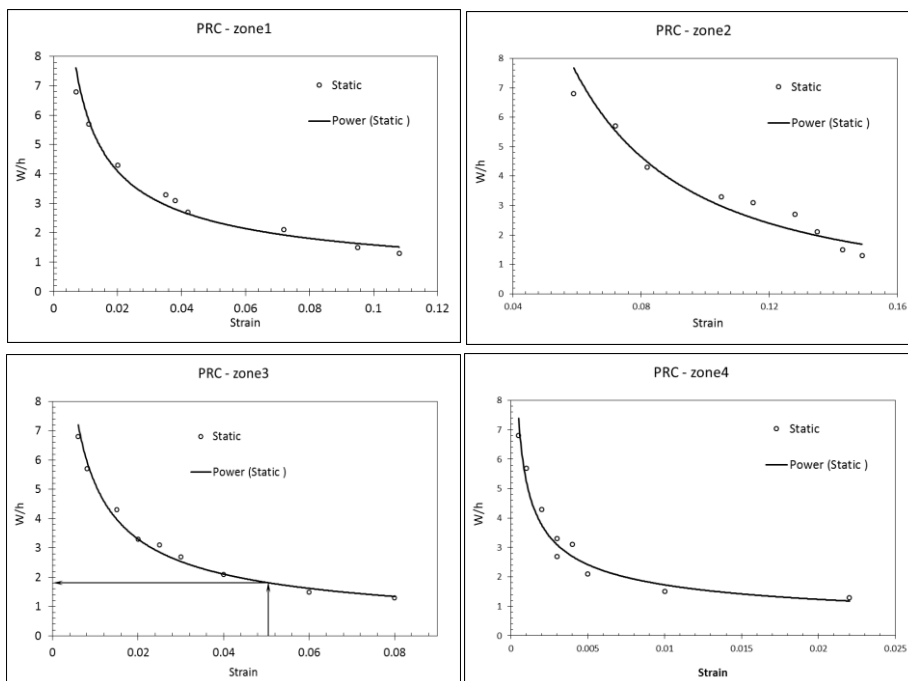 PRC - zone1
8
7
6
5
4
3
2
1
0
W/h
Static
Power (Static )
0 0.02 0.04 0.06 0.08 0.1 0.12
Strain
PRC - zone2
8
7
6
5
4
3
2
1
0
W/h
Static
Power (Static )
0.04 0.08 0.12 0.16
Strain
PRC - zone3
8
7
6
5
4
3
2
1
0
W/h
Static
Power (Static )
0 0.02 0.04 0.06 0.08
Strain
PRC - zone4
8
7
6
5
4
3
2
1
0
W/h
Static
Power (Static )
0 0.005 0.01 0.015 0.02 0.025
Strain